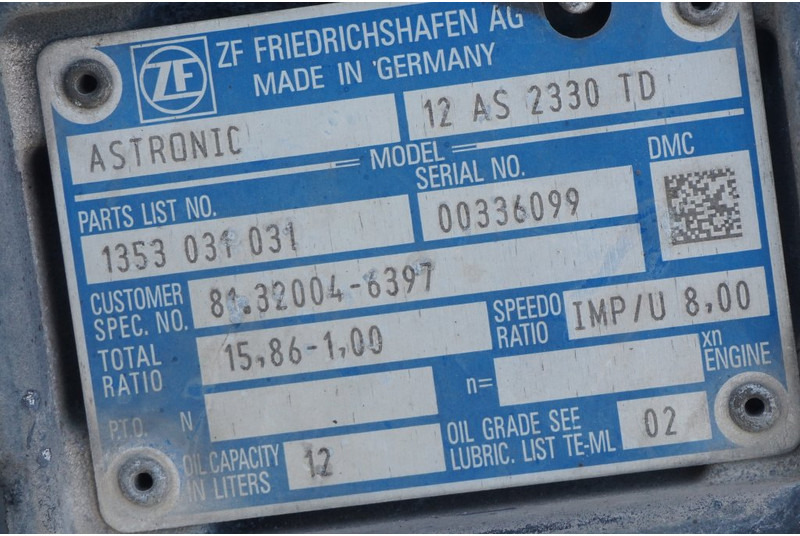 ZF FRIEDRICHSHAFEN AG
ZF
MADE IN GERMANY
ASTRONIC 12 AS 2330 TD
MODEL
PARTS LIST NO. SERIAL NO. DMC
1353 031 031 00336099
CUSTOMER SPEC. NO. 81.32004-6397
TOTAL RATIO 15,86-1,00 SPEEDO RATIO IMP/U 8,00
P.T.O. N n= xn ENGINE
OIL CAPACITY IN LITERS 12 OIL GRADE SEE LUBRIC. LIST TE-ML 02